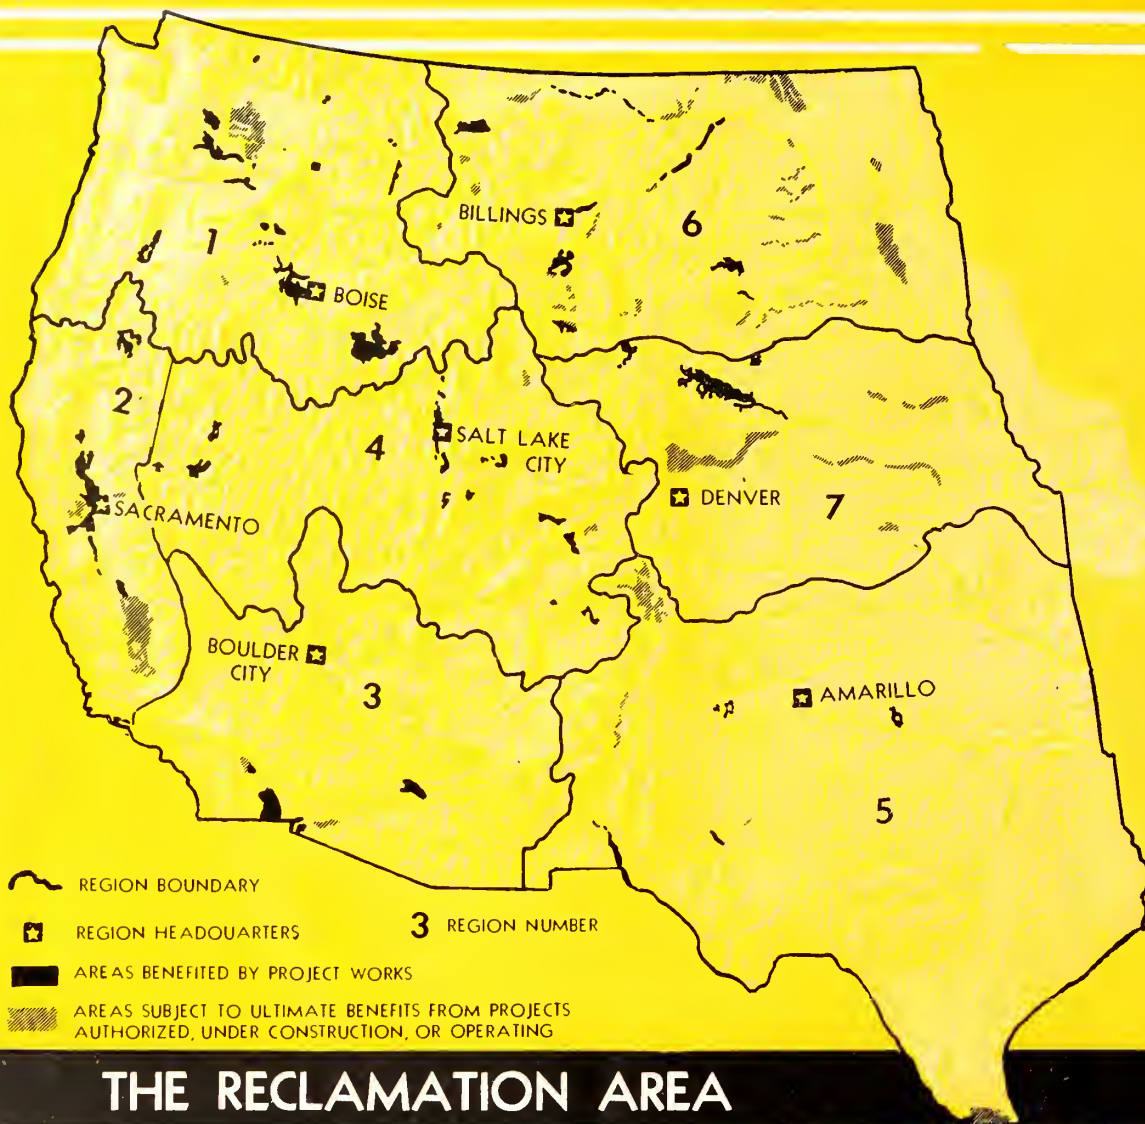 BILLINGS
6
1
BOISE
2
4
SALT LAKE
CITY
SACRAMENTO
DENVER
7
BOULDER
CITY
3
AMARILLO
5
REGION BOUNDARY
REGION HEADQUARTERS
3 REGION NUMBER
AREAS BENEFITED BY PROJECT WORKS
AREAS SUBJECT TO ULTIMATE BENEFITS FROM PROJECTS
AUTHORIZED, UNDER CONSTRUCTION, OR OPERATING
THE RECLAMATION AREA